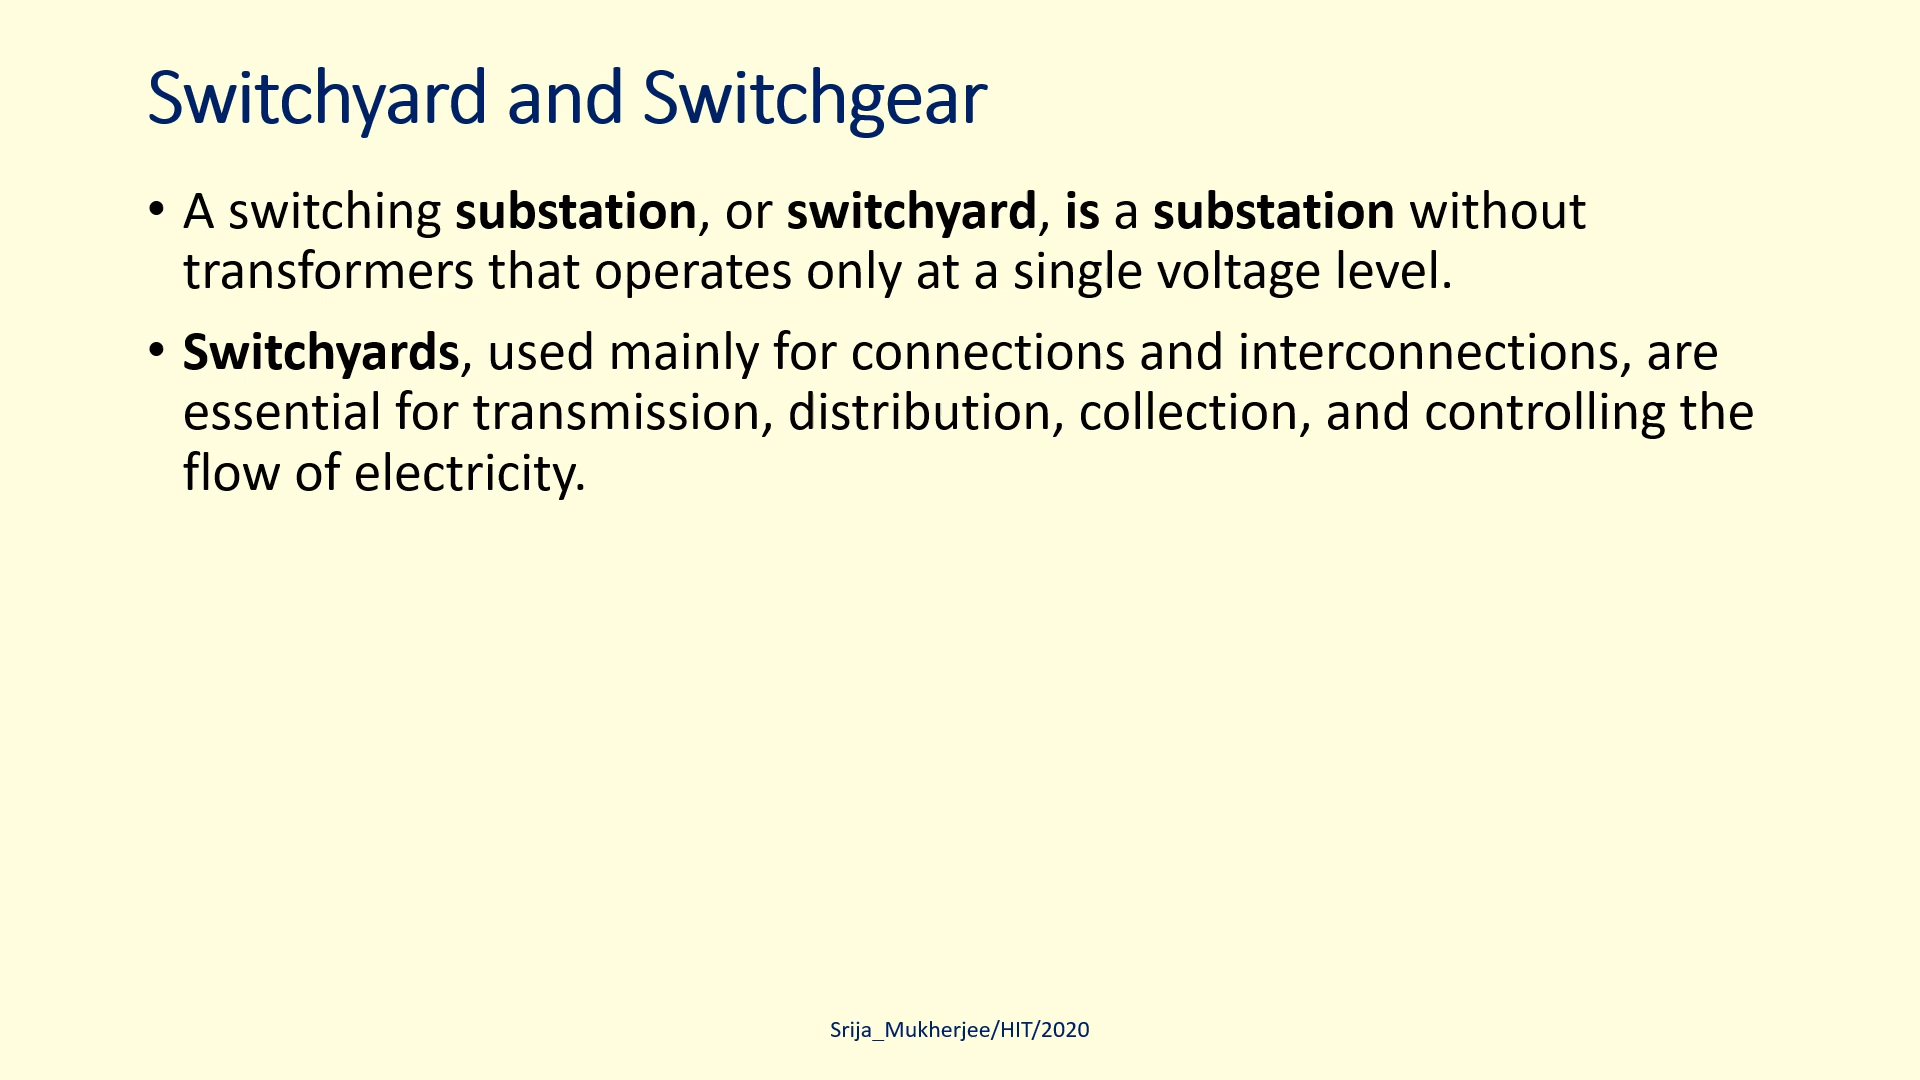 Switchyard and Switchgear
• A switching substation, or switchyard, is a substation without
transformers that operates only at a single voltage level.
• Switchyards, used mainly for connections and interconnections, are
essential for transmission, distribution, collection, and controlling the
flow of electricity.
Srija_Mukherjee/HIT/2020